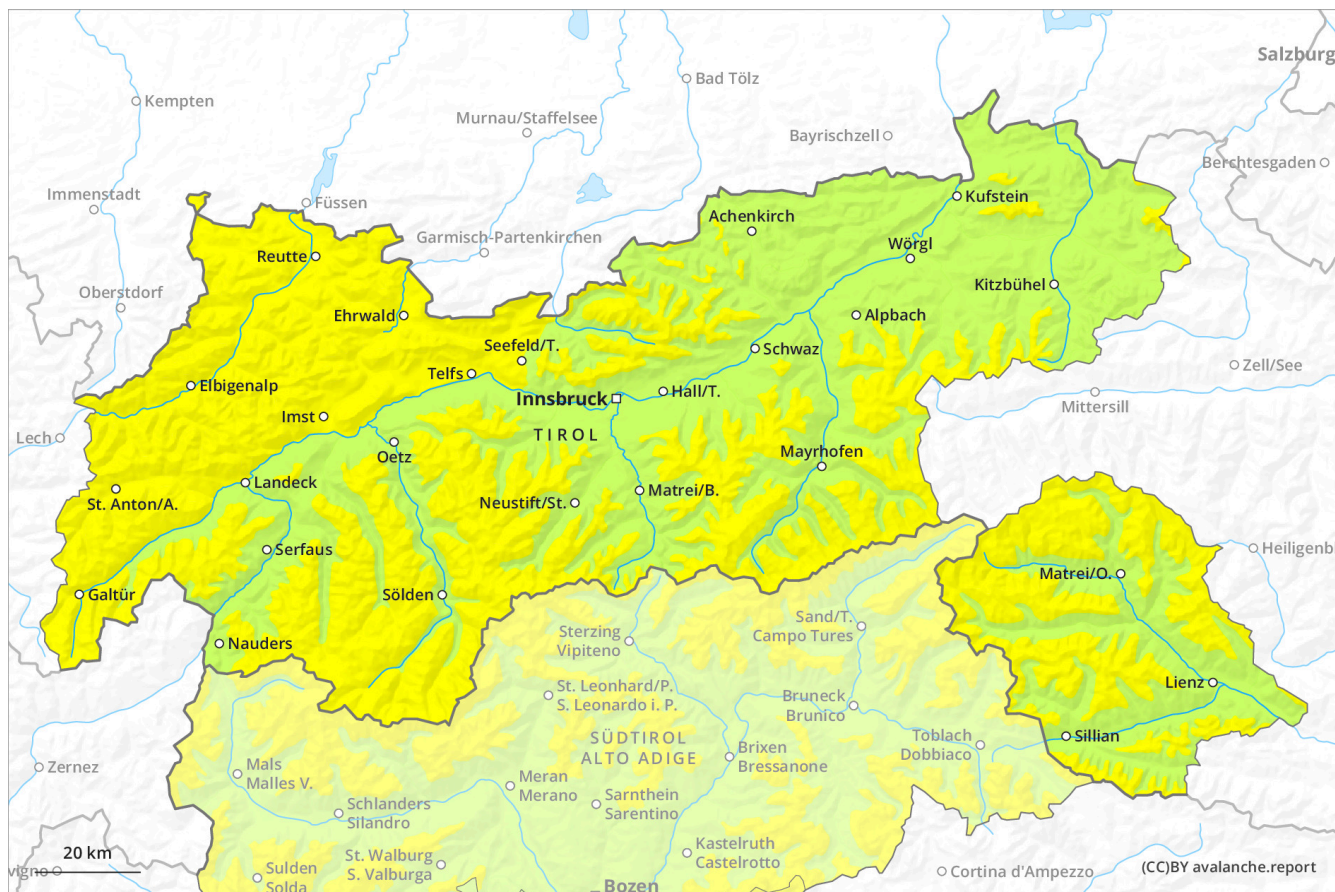 Salzburg
Kempten
Bad Tölz
Murnau/Staffelsee
Bayrischzell
Berchtesgaden
Immenstadt
Füssen
Kufstein
Achenkirch
Garmisch-Partenkirchen
Wörgl
Reutte
Oberstdorf
Kitzbühel
Ehrwald
Alpbach
Seefeld/T.
Schwaz
Telfs
Zell/See
Elbigenalp
Innsbruck
Hall/T.
Mittersill
Imst
Lech
TIROL
Oetz
Mayrhofen
Landeck
Matrei/B.
St. Anton/A.
Neustift/St.
Serfaus
Heiligenb
Matrei/O.
Galtür
Sölden
Sand/T.
Campo Tures
Sterzing
Vipiteno
Nauders
Lienz
St. Leonhard/P.
S. Leonardo i. P.
Bruneck
Brunico
SÜDTIROL
ALTO ADIGE
Toblach
Dobbiaco
Sillian
Brixen
Bressanone
Zernez
Mals
Malles V.
Meran
Merano
Sarnthein
Sarentino
Schlanders
Silandro
Kastelruth
Castelrotto
20 km
St. Walburg
S. Valburga
vigno
Sulden
Solda
Cortina d'Ampezzo
(CC)BY avalanche.report
Bozen